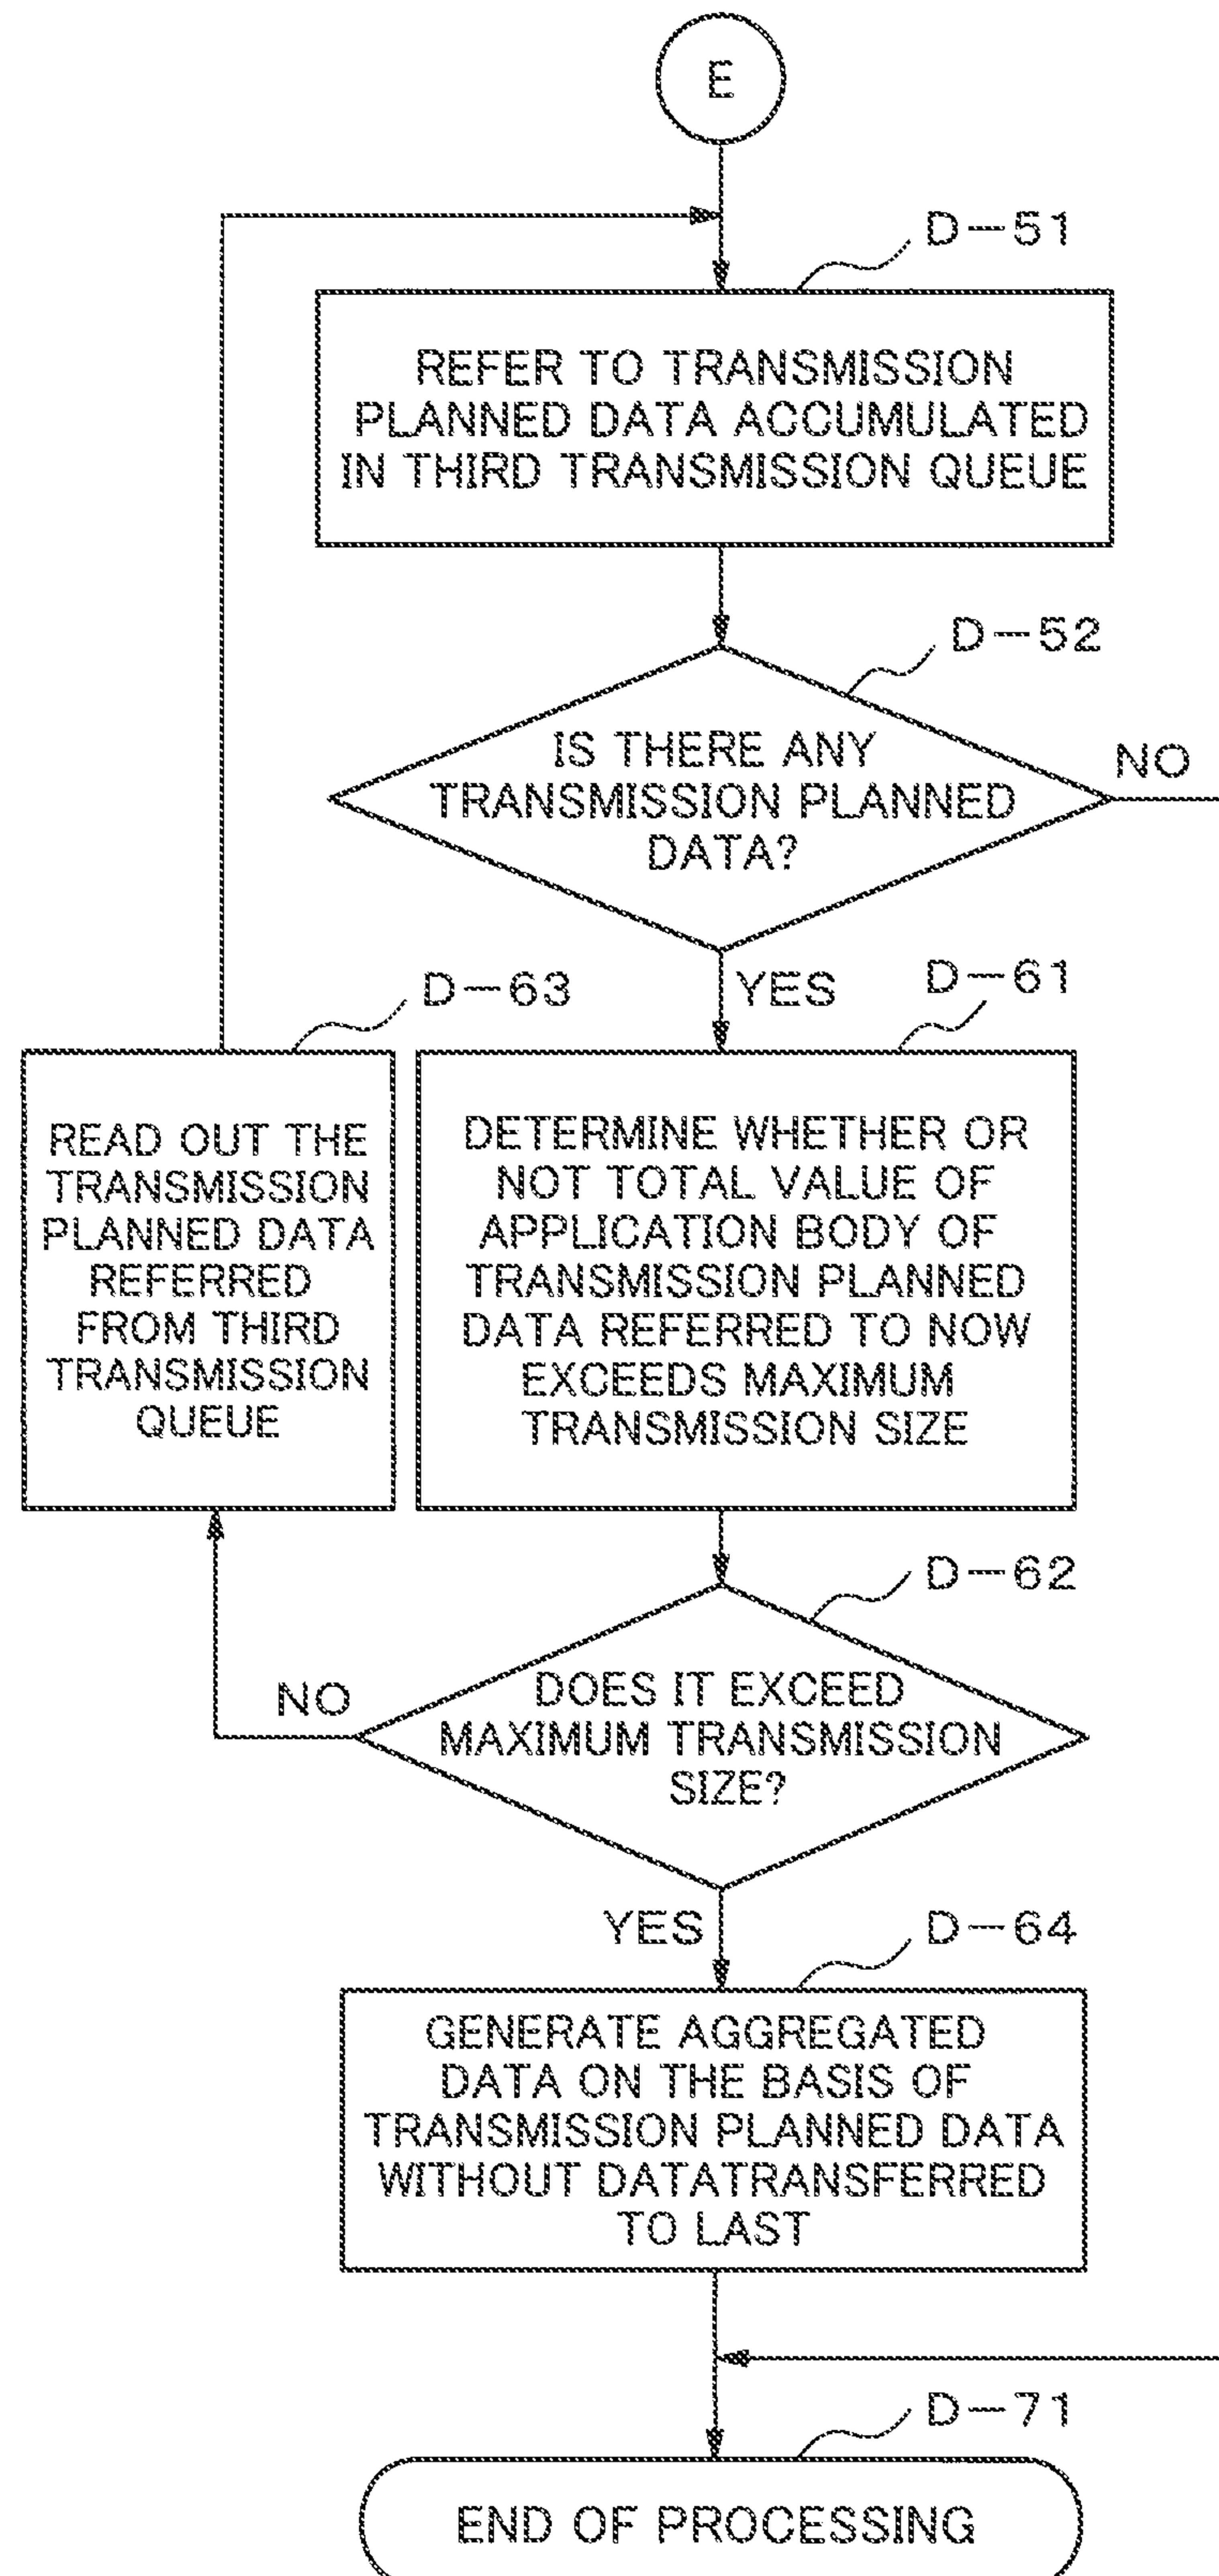 E
D-51
REFER TO TRANSMISSION
PLANNED DATA ACCUMULATED
IN THIRD TRANSMISSION QUEUE
D-52
IS THERE ANY
TRANSMISSION PLANNED
DATA?
NO
YES
D-63
READ OUT THE
TRANSMISSION
PLANNED DATA
REFERRED
FROM THIRD
TRANSMISSION
QUEUE
D-61
DETERMINE WHETHER OR
NOT TOTAL VALUE OF
APPLICATION BODY OF
TRANSMISSION PLANNED
DATA REFERRED TO NOW
EXCEEDS MAXIMUM
TRANSMISSION SIZE
D-62
DOES IT EXCEED
MAXIMUM TRANSMISSION
SIZE?
NO
YES
D-64
GENERATE AGGREGATED
DATA ON THE BASIS OF
TRANSMISSION PLANNED DATA
WITHOUT DATATRANSFERRED
TO LAST
D-71
END OF PROCESSING